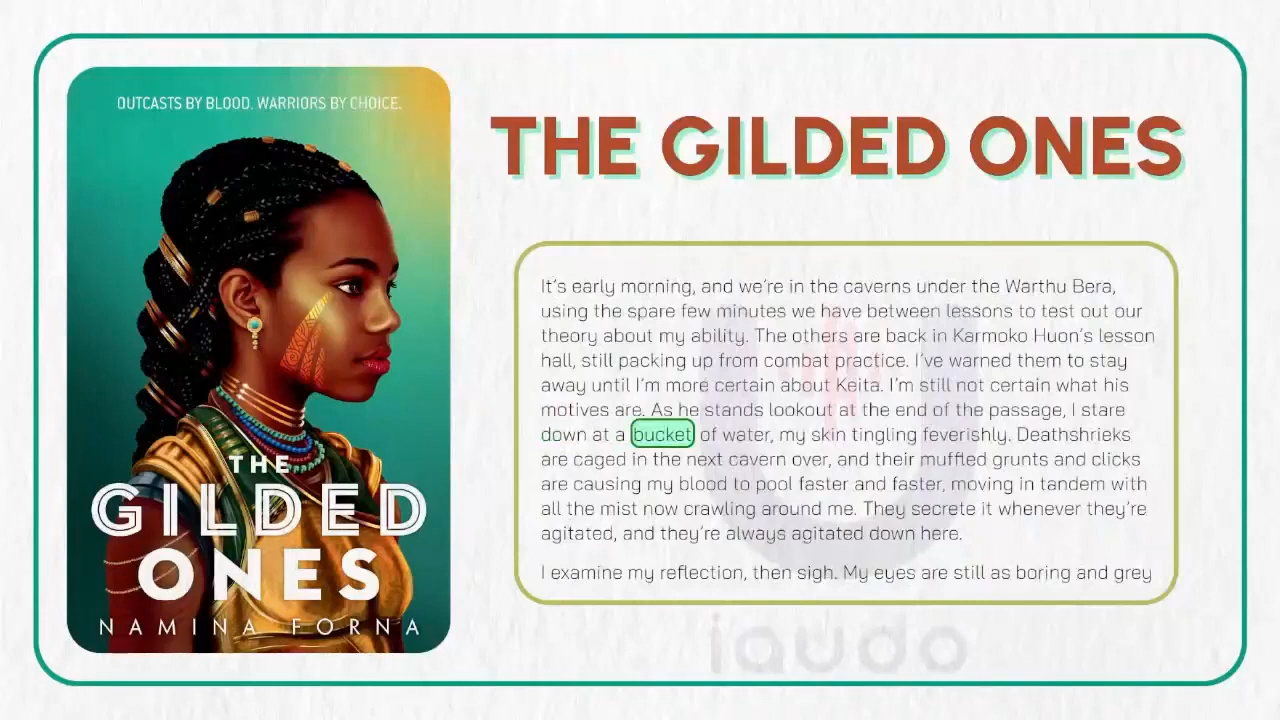 OUTCASTS BY BLOOD. WARRIORS BY CHOICE.
THE
GILDED
ONES
NAMINA FORNA
THE GILDED ONES
It's early morning, and we're in the caverns under the Warthu Bera,
using the spare few minutes we have between lessons to test out our
theory about my ability. The others are back in Karmoko Huon's lesson
hall, still packing up from combat practice. I've warned them to stay
away until I'm more certain about Keita. I'm still not certain what his
motives are. As he stands lookout at the end of the passage, I stare
down at a bucket of water, my skin tingling feverishly. Deathshrieks
are caged in the next cavern over, and their muffled grunts and clicks
are causing my blood to pool faster and faster, moving in tandem with
all the mist now crawling around me. They secrete it whenever they're
agitated, and they're always agitated down here.
I examine my reflection, then sigh. My eyes are still as boring and grey